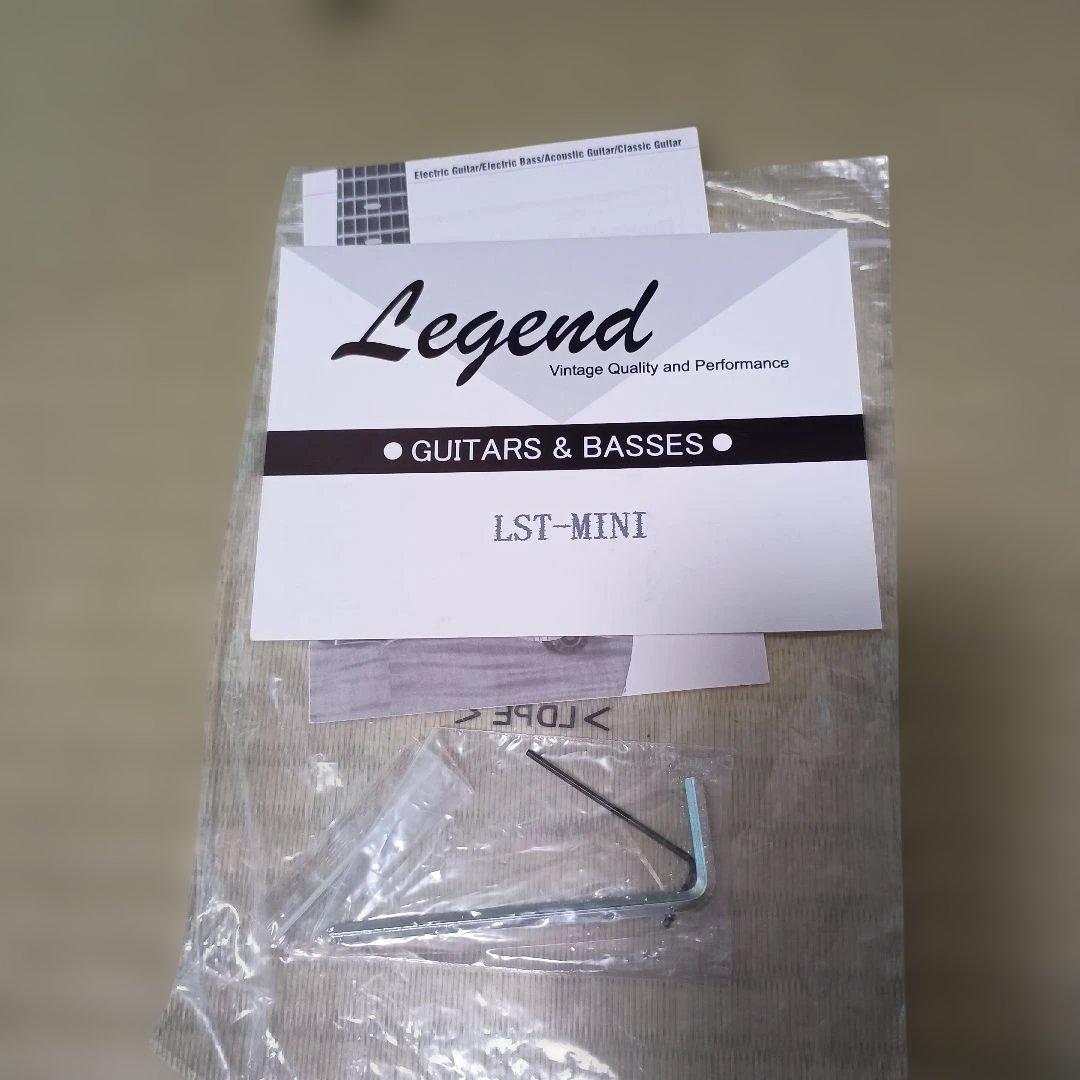 Electric Guitar/Electric Bass/Acoustic Guitar/Classic Guitar
Legend
Vintage Quality and Performance
● GUITARS & BASSES ●
LST-MINI
>LDPE<